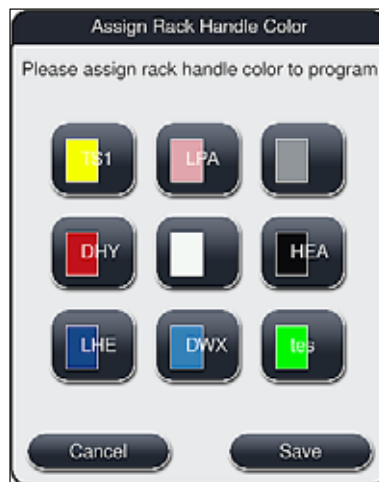 Assign Rack Handle Color
Please assign rack handle color to program
TS1 LPA
DHY HEA
LHE DWX tes
Cancel Save